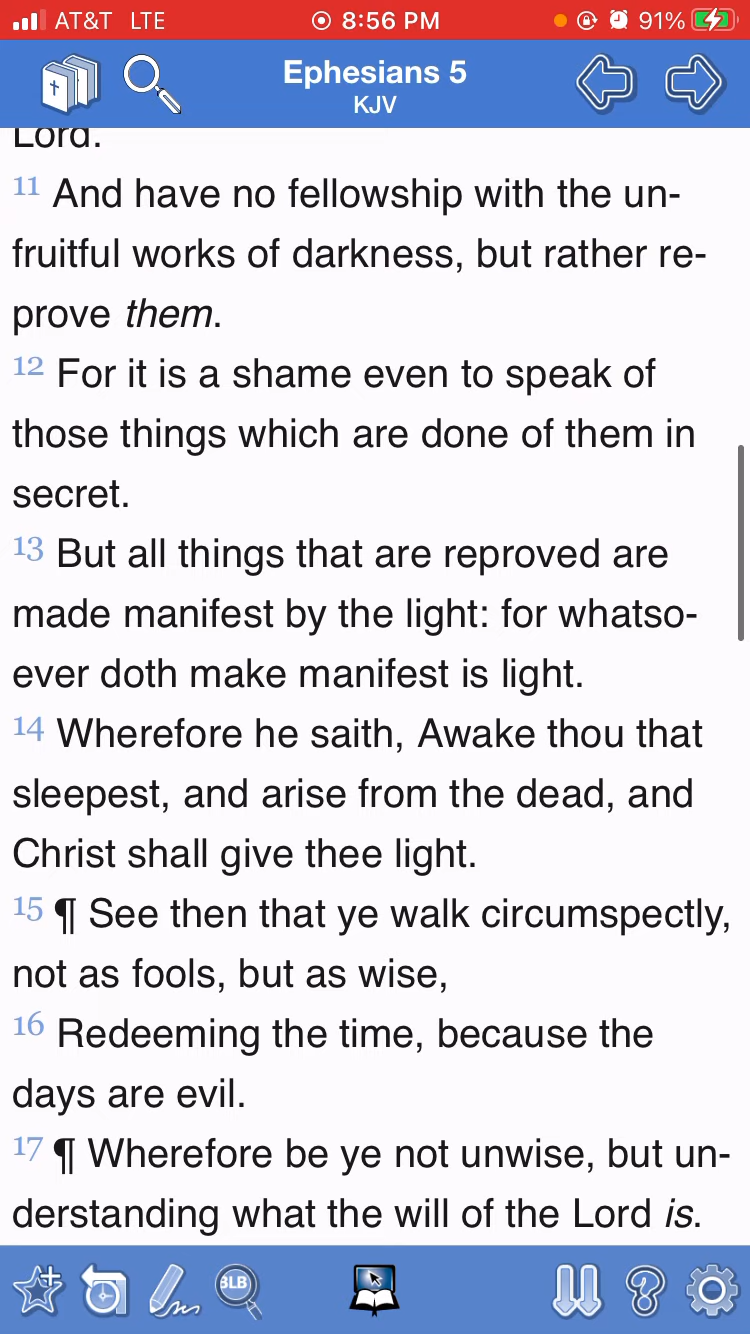 AT&T LTE 8:56 PM 91%
Ephesians 5
KJV
Lord.
11 And have no fellowship with the un-
fruitful works of darkness, but rather re-
prove them.
12 For it is a shame even to speak of
those things which are done of them in
secret.
13 But all things that are reproved are
made manifest by the light: for whatso-
ever doth make manifest is light.
14 Wherefore he saith, Awake thou that
sleepest, and arise from the dead, and
Christ shall give thee light.
15 ¶ See then that ye walk circumspectly,
not as fools, but as wise,
16 Redeeming the time, because the
days are evil.
17 ¶ Wherefore be ye not unwise, but un-
derstanding what the will of the Lord is.
BLB